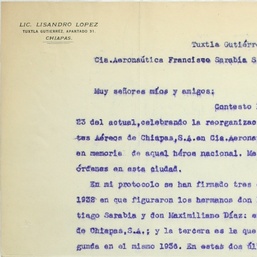 LIC. LISANDRO LOPEZ
TUXTLA GUTIERREZ, APARTADO 51
CHIAPAS.
Tuxtla Gutiérre
Cia.Aeronáutica Francisco Sarabia S
Muy señores míos y amigos;
Contesto
23 del actual,celebrando la reorganizac
tes Aéreos de Chiapas,S.A.en Cia.Aerona
en memoria de aquel héroe nacional. Me
órdenes en esta ciudad.
En mi protocolo se han firmado tres
1932 en que figuraron los hermanos don
tiago Sarabia y don Maximiliano Díaz;
de Chiapas,S.A.; y la tercera es la que
gunda en el mismo 1936. En estas dos